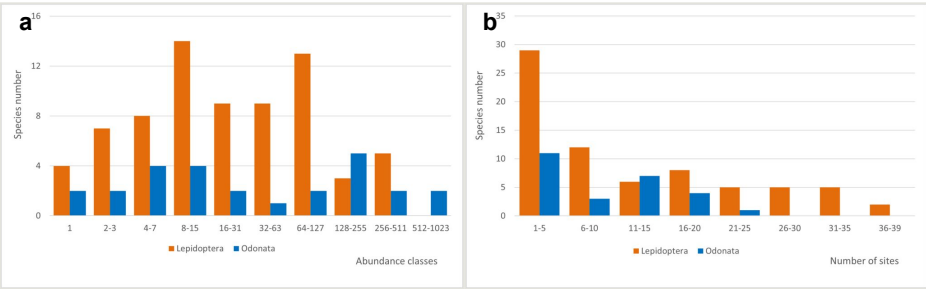 a
16
12
8
4
0
Species number
1 2-3 4-7 8-15 16-31 32-63 64-127 128-255 256-511 512-1023
Lepidoptera Odonata
Abundance classes
b
35
30
25
20
15
10
5
0
Species number
1-5 6-10 11-15 16-20 21-25 26-30 31-35 36-39
Lepidoptera Odonata
Number of sites